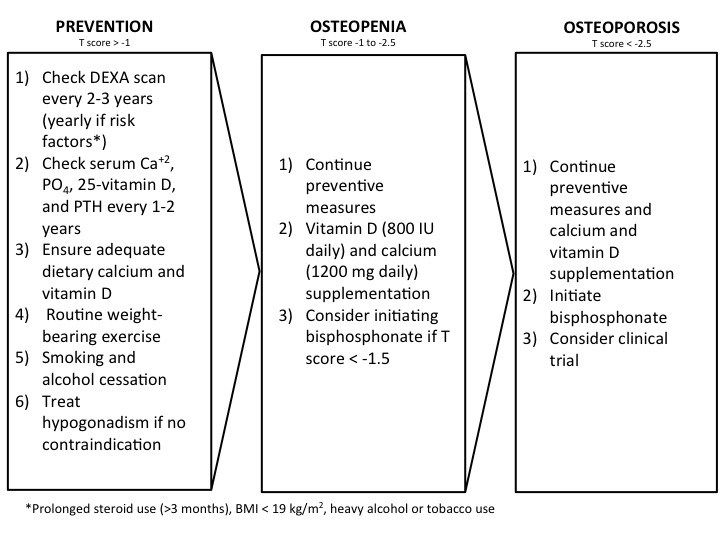 PREVENTION
T score > -1
1) Check DEXA scan
every 2-3 years
(yearly if risk
factors*)
2) Check serum Ca+2,
PO4, 25-vitamin D,
and PTH every 1-2
years
3) Ensure adequate
dietary calcium and
vitamin D
4) Routine weight-
bearing exercise
5) Smoking and
alcohol cessation
6) Treat
hypogonadism if no
contraindication
OSTEOPENIA
T score -1 to -2.5
1) Continue
preventive
measures
2) Vitamin D (800 IU
daily) and calcium
(1200 mg daily)
supplementation
3) Consider initiating
bisphosphonate if T
score < -1.5
OSTEOPOROSIS
T score < -2.5
1) Continue
preventive
measures and
calcium and
vitamin D
supplementation
2) Initiate
bisphosphonate
3) Consider clinical
trial
*Prolonged steroid use (>3 months), BMI < 19 kg/m2, heavy alcohol or tobacco use